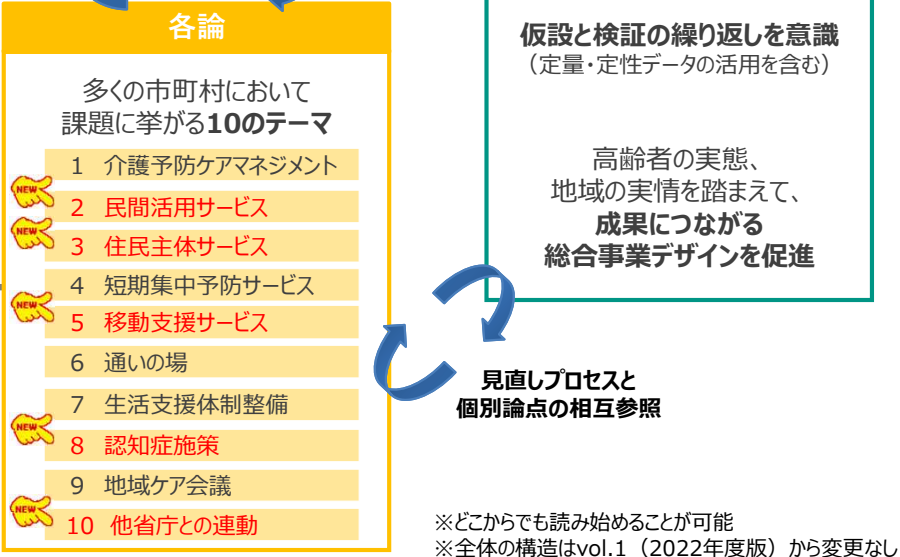 各論
多くの市町村において
課題に挙がる10のテーマ
1 介護予防ケアマネジメント
NEW
2 民間活用サービス
NEW
3 住民主体サービス
4 短期集中予防サービス
NEW
5 移動支援サービス
6 通いの場
7 生活支援体制整備
NEW
8 認知症施策
9 地域ケア会議
NEW
10 他省庁との連動
仮設と検証の繰り返しを意識
（定量・定性データの活用を含む）
高齢者の実態、
地域の実情を踏まえて、
成果につながる
総合事業デザインを促進
見直しプロセスと
個別論点の相互参照
※どこからでも読み始めることが可能
※全体の構造はvol.1（2022年度版）から変更なし